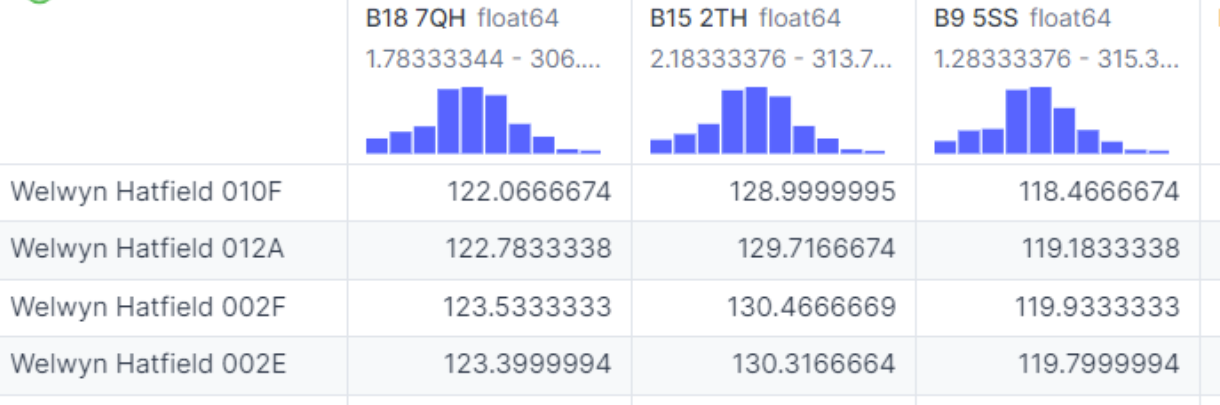 B18 7QH float64 B15 2TH float64 B9 5SS float64
1.78333344 - 306.... 2.18333376 - 313.7... 1.28333376 - 315.3...
Welwyn Hatfield 010F 122.0666674 128.9999995 118.4666674
Welwyn Hatfield 012A 122.7833338 129.7166674 119.1833338
Welwyn Hatfield 002F 123.5333333 130.4666669 119.9333333
Welwyn Hatfield 002E 123.3999994 130.3166664 119.7999994